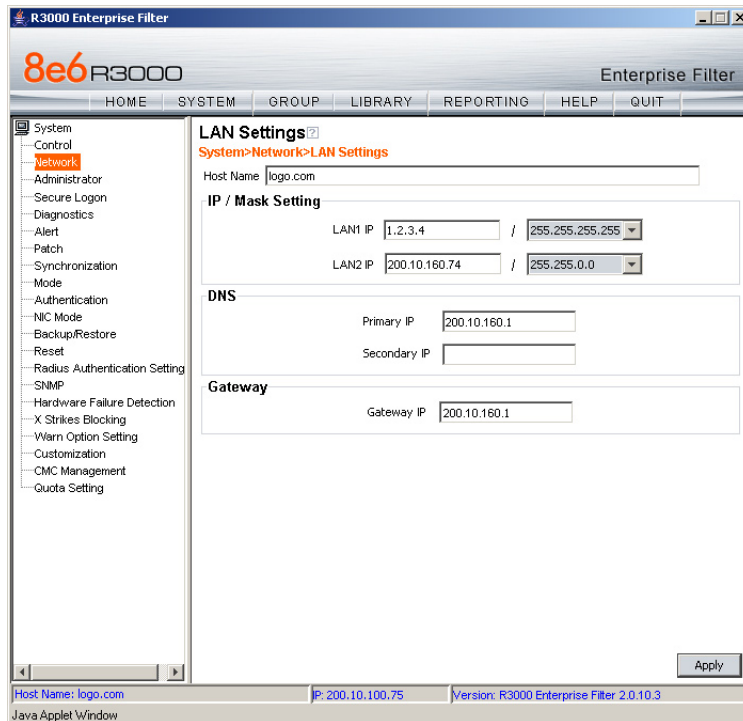 R3000 Enterprise Filter
8e6 R3000
Enterprise Filter
HOME SYSTEM GROUP LIBRARY REPORTING HELP QUIT
System
Control
Network
Administrator
Secure Logon
Diagnostics
Alert
Patch
Synchronization
Mode
Authentication
NIC Mode
Backup/Restore
Reset
Radius Authentication Setting
SNMP
Hardware Failure Detection
X Strikes Blocking
Warn Option Setting
Customization
CMC Management
Quota Setting
LAN Settings ?
System>Network>LAN Settings
Host Name logo.com
IP / Mask Setting
LAN1 IP 1.2.3.4 / 255.255.255.255
LAN2 IP 200.10.160.74 / 255.255.0.0
DNS
Primary IP 200.10.160.1
Secondary IP
Gateway
Gateway IP 200.10.160.1
Apply
Host Name: logo.com IP: 200.10.100.75 Version: R3000 Enterprise Filter 2.0.10.3
Java Applet Window